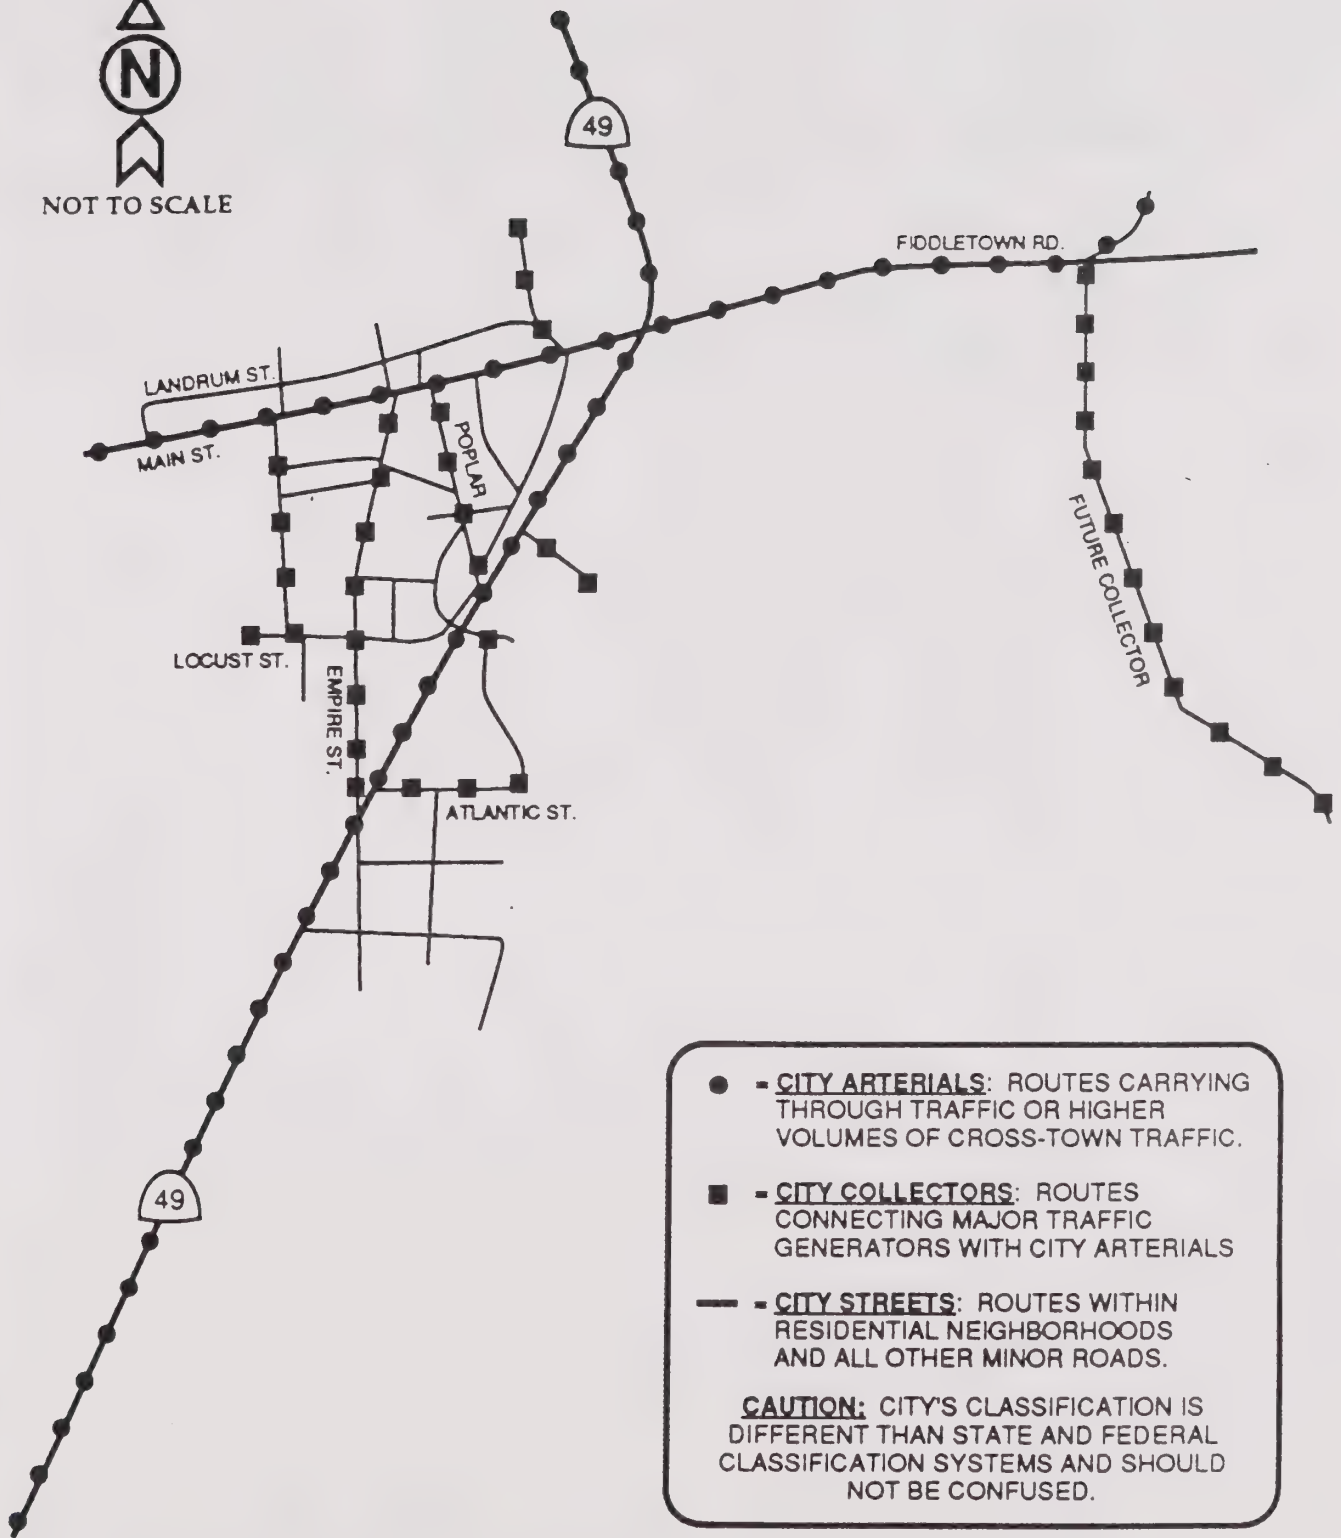 N
NOT TO SCALE
49
FIDDLETOWN RD.
LANDRUM ST.
MAIN ST.
POPLAR
FUTURE COLLECTOR
LOCUST ST.
EMPIRE ST.
ATLANTIC ST.
49
● = CITY ARTERIALS: ROUTES CARRYING
THROUGH TRAFFIC OR HIGHER
VOLUMES OF CROSS-TOWN TRAFFIC.
■ = CITY COLLECTORS: ROUTES
CONNECTING MAJOR TRAFFIC
GENERATORS WITH CITY ARTERIALS
— = CITY STREETS: ROUTES WITHIN
RESIDENTIAL NEIGHBORHOODS
AND ALL OTHER MINOR ROADS.
CAUTION: CITY'S CLASSIFICATION IS
DIFFERENT THAN STATE AND FEDERAL
CLASSIFICATION SYSTEMS AND SHOULD
NOT BE CONFUSED.